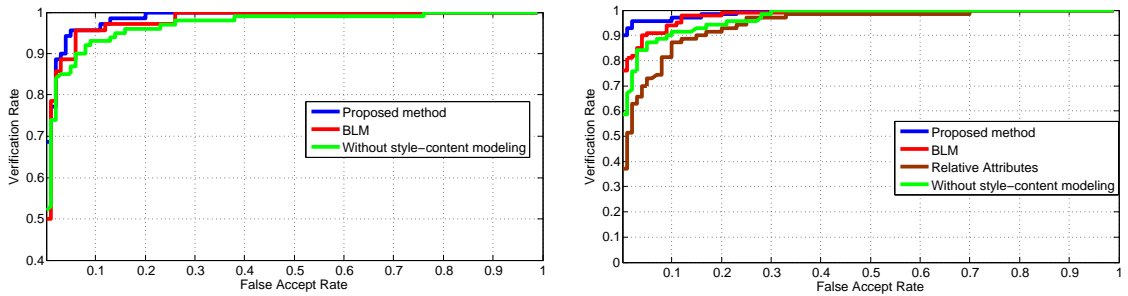 1
0.9
0.8
0.7
0.6
0.5
0.4
Verification Rate
0.1 0.2 0.3 0.4 0.5 0.6 0.7 0.8 0.9 1
False Accept Rate
Proposed method
BLM
Without style−content modeling
1
0.9
0.8
0.7
0.6
0.5
0.4
0.3
0.2
0.1
0
Verification Rate
0.1 0.2 0.3 0.4 0.5 0.6 0.7 0.8 0.9 1
False Accept Rate
Proposed method
BLM
Relative Attributes
Without style−content modeling